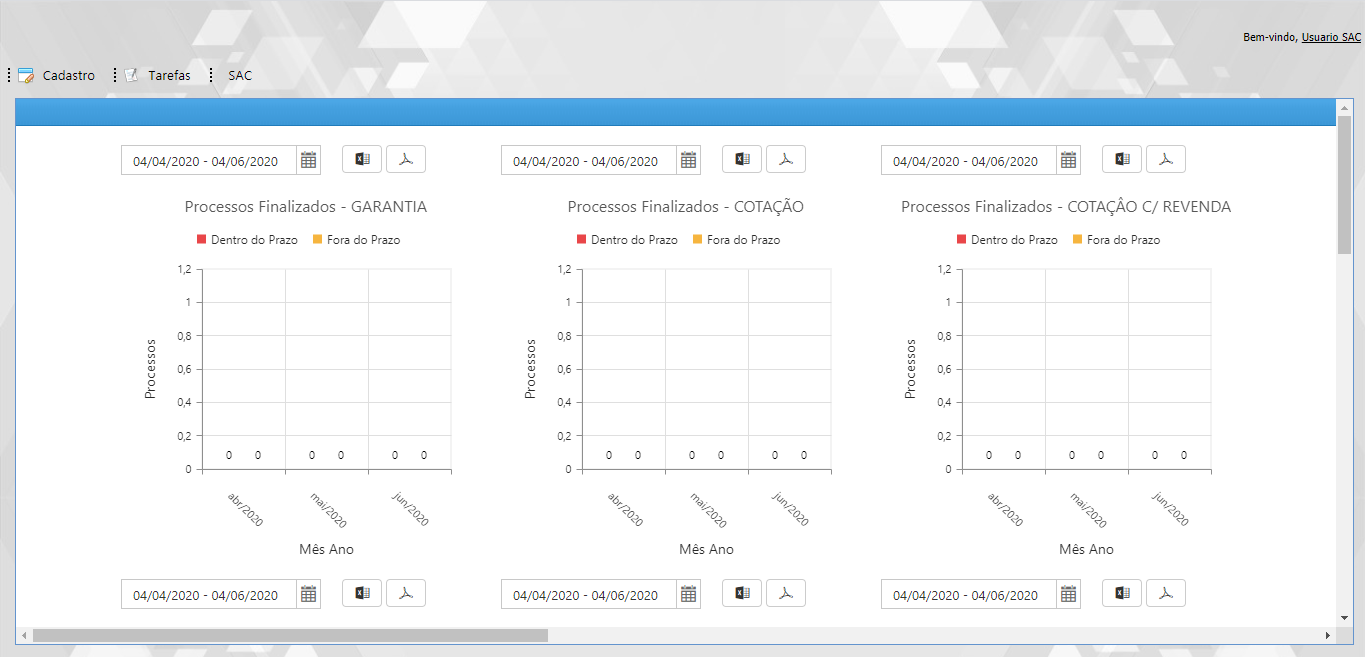 Bem-vindo, Usuario SAC
Cadastro Tarefas SAC
04/04/2020 - 04/06/2020 04/04/2020 - 04/06/2020 04/04/2020 - 04/06/2020
Processos Finalizados - GARANTIA
Dentro do Prazo Fora do Prazo
Processos
1,2
1
0,8
0,6
0,4
0,2
0
0 0 0 0 0 0
abr/2020 mai/2020 jun/2020
Mês Ano
Processos Finalizados - COTAÇÃO
Dentro do Prazo Fora do Prazo
Processos
1,2
1
0,8
0,6
0,4
0,2
0
0 0 0 0 0 0
abr/2020 mai/2020 jun/2020
Mês Ano
Processos Finalizados - COTAÇÂO C/ REVENDA
Dentro do Prazo Fora do Prazo
Processos
1,2
1
0,8
0,6
0,4
0,2
0
0 0 0 0 0 0
abr/2020 mai/2020 jun/2020
Mês Ano
04/04/2020 - 04/06/2020 04/04/2020 - 04/06/2020 04/04/2020 - 04/06/2020